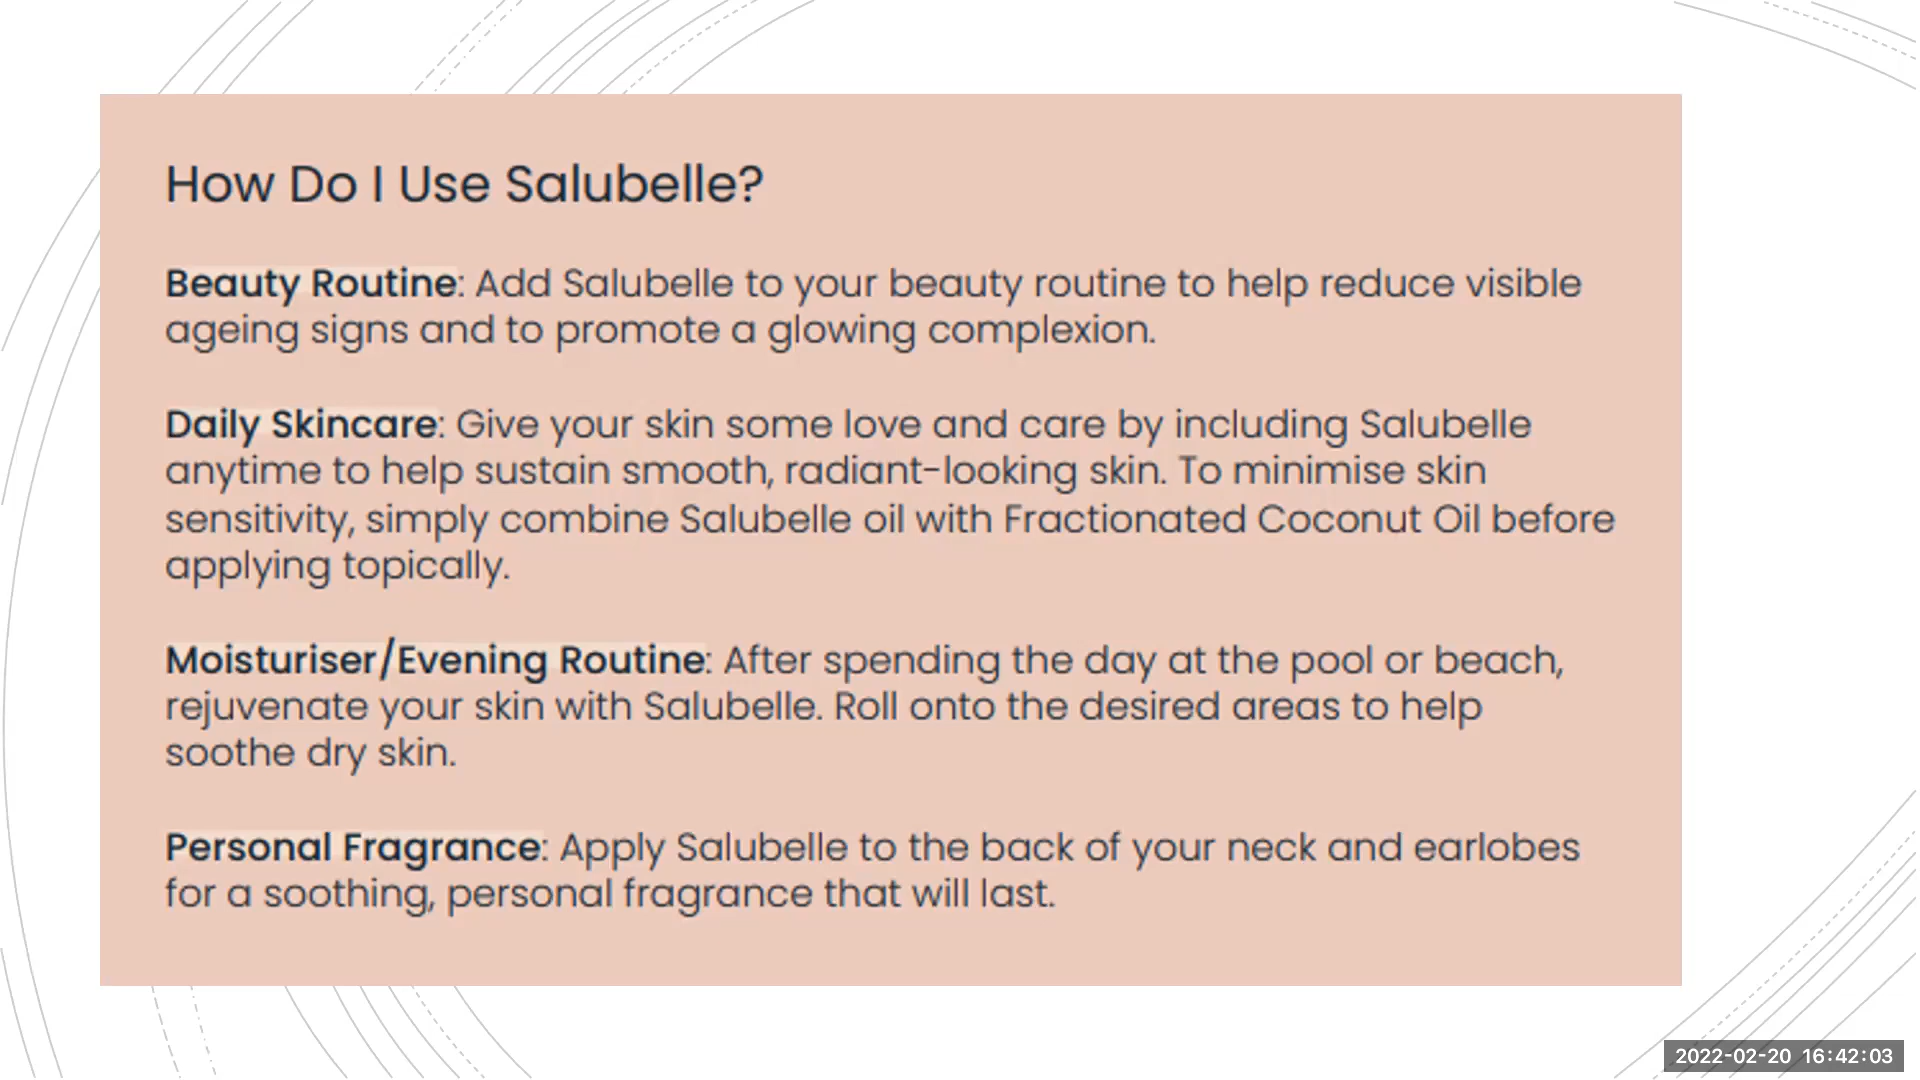 How Do I Use Salubelle?
Beauty Routine: Add Salubelle to your beauty routine to help reduce visible
ageing signs and to promote a glowing complexion.
Daily Skincare: Give your skin some love and care by including Salubelle
anytime to help sustain smooth, radiant-looking skin. To minimise skin
sensitivity, simply combine Salubelle oil with Fractionated Coconut Oil before
applying topically.
Moisturiser/Evening Routine: After spending the day at the pool or beach,
rejuvenate your skin with Salubelle. Roll onto the desired areas to help
soothe dry skin.
Personal Fragrance: Apply Salubelle to the back of your neck and earlobes
for a soothing, personal fragrance that will last.
2022-02-20 16:42:03